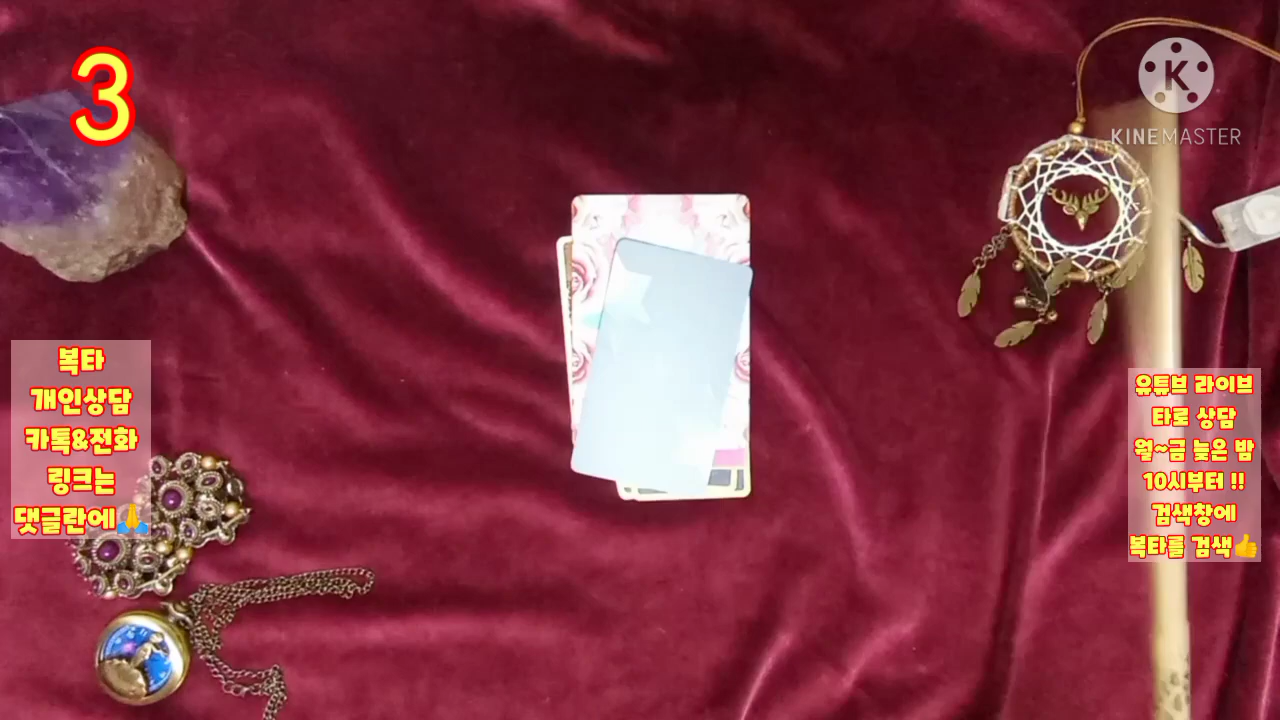 3
K
KINEMASTER
복타
개인상담
카톡&전화
링크는
댓글란에🙏
유튜브 라이브
타로 상담
월~금 늦은 밤
10시부터 !!
검색창에
복타를 검색👍